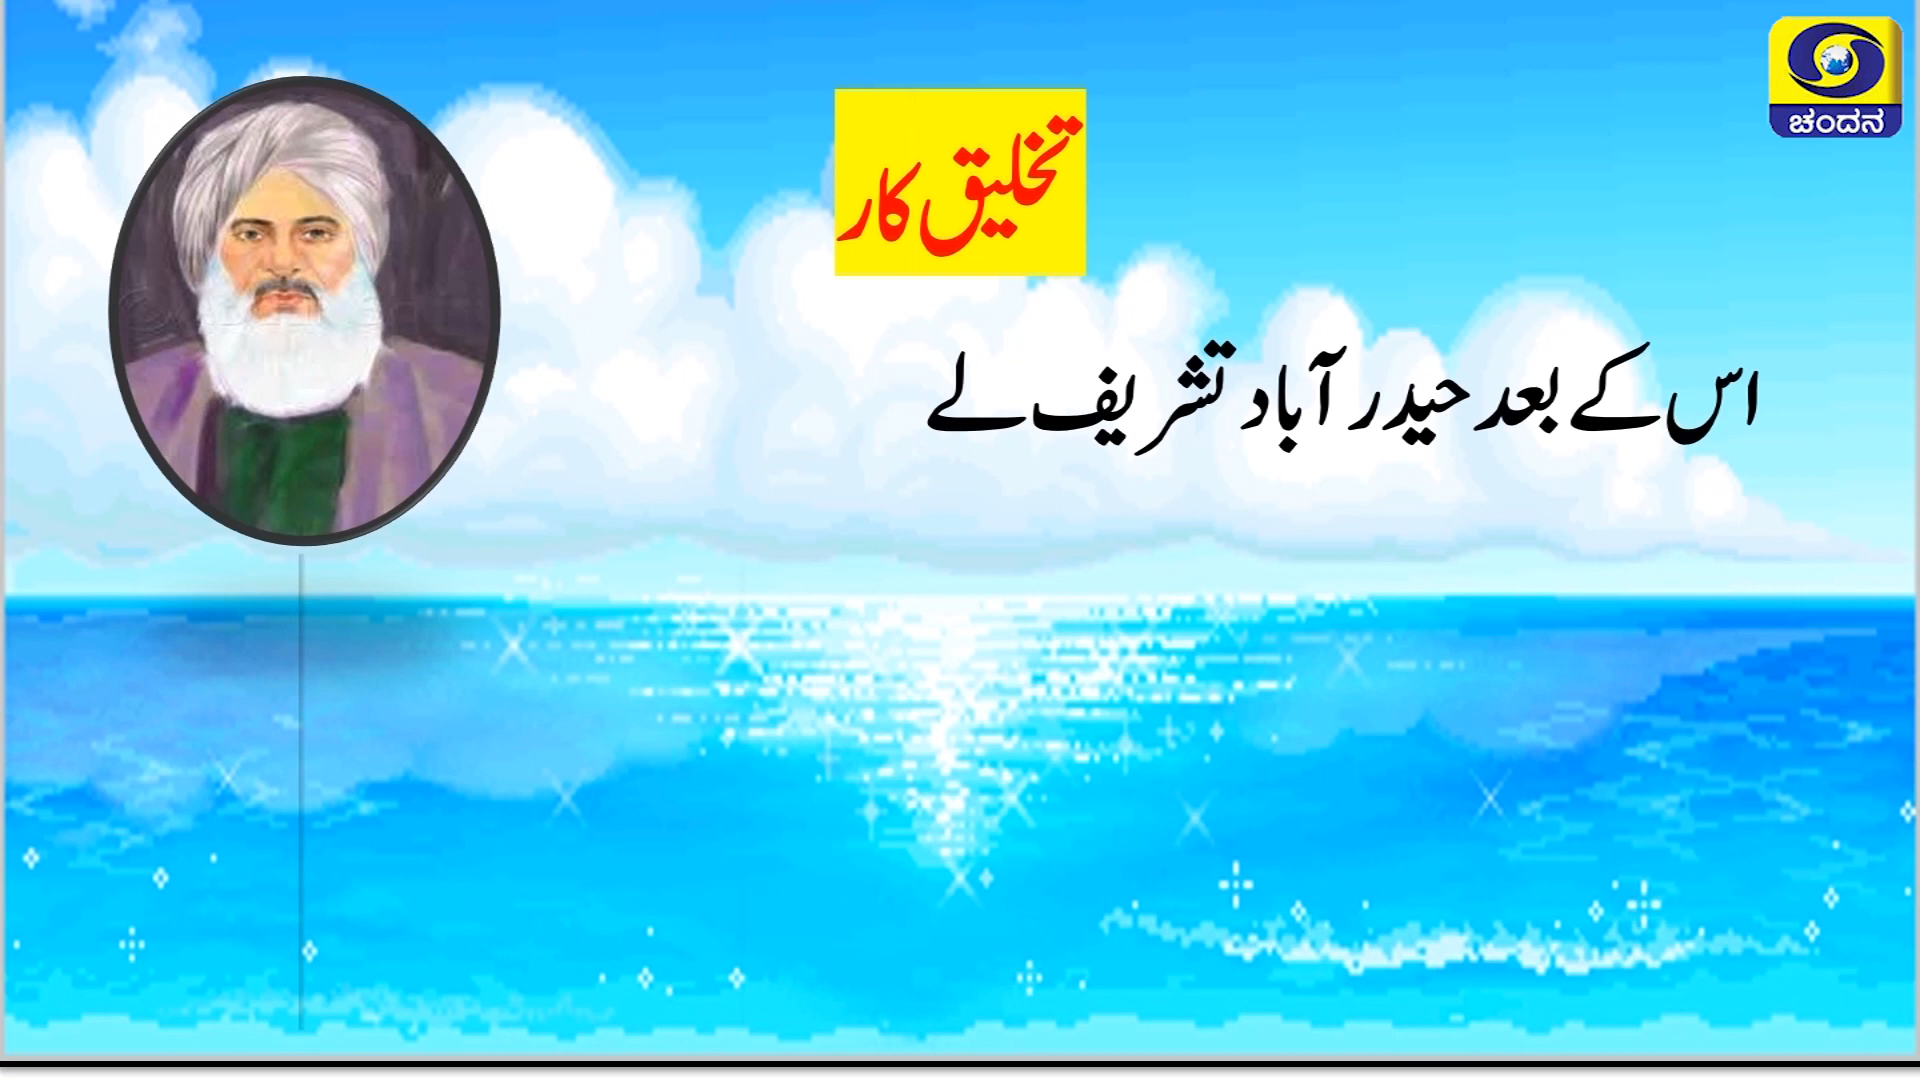 ಚಂದನ
تخلیق کار
اس کے بعد حیدر آباد تشریف لے